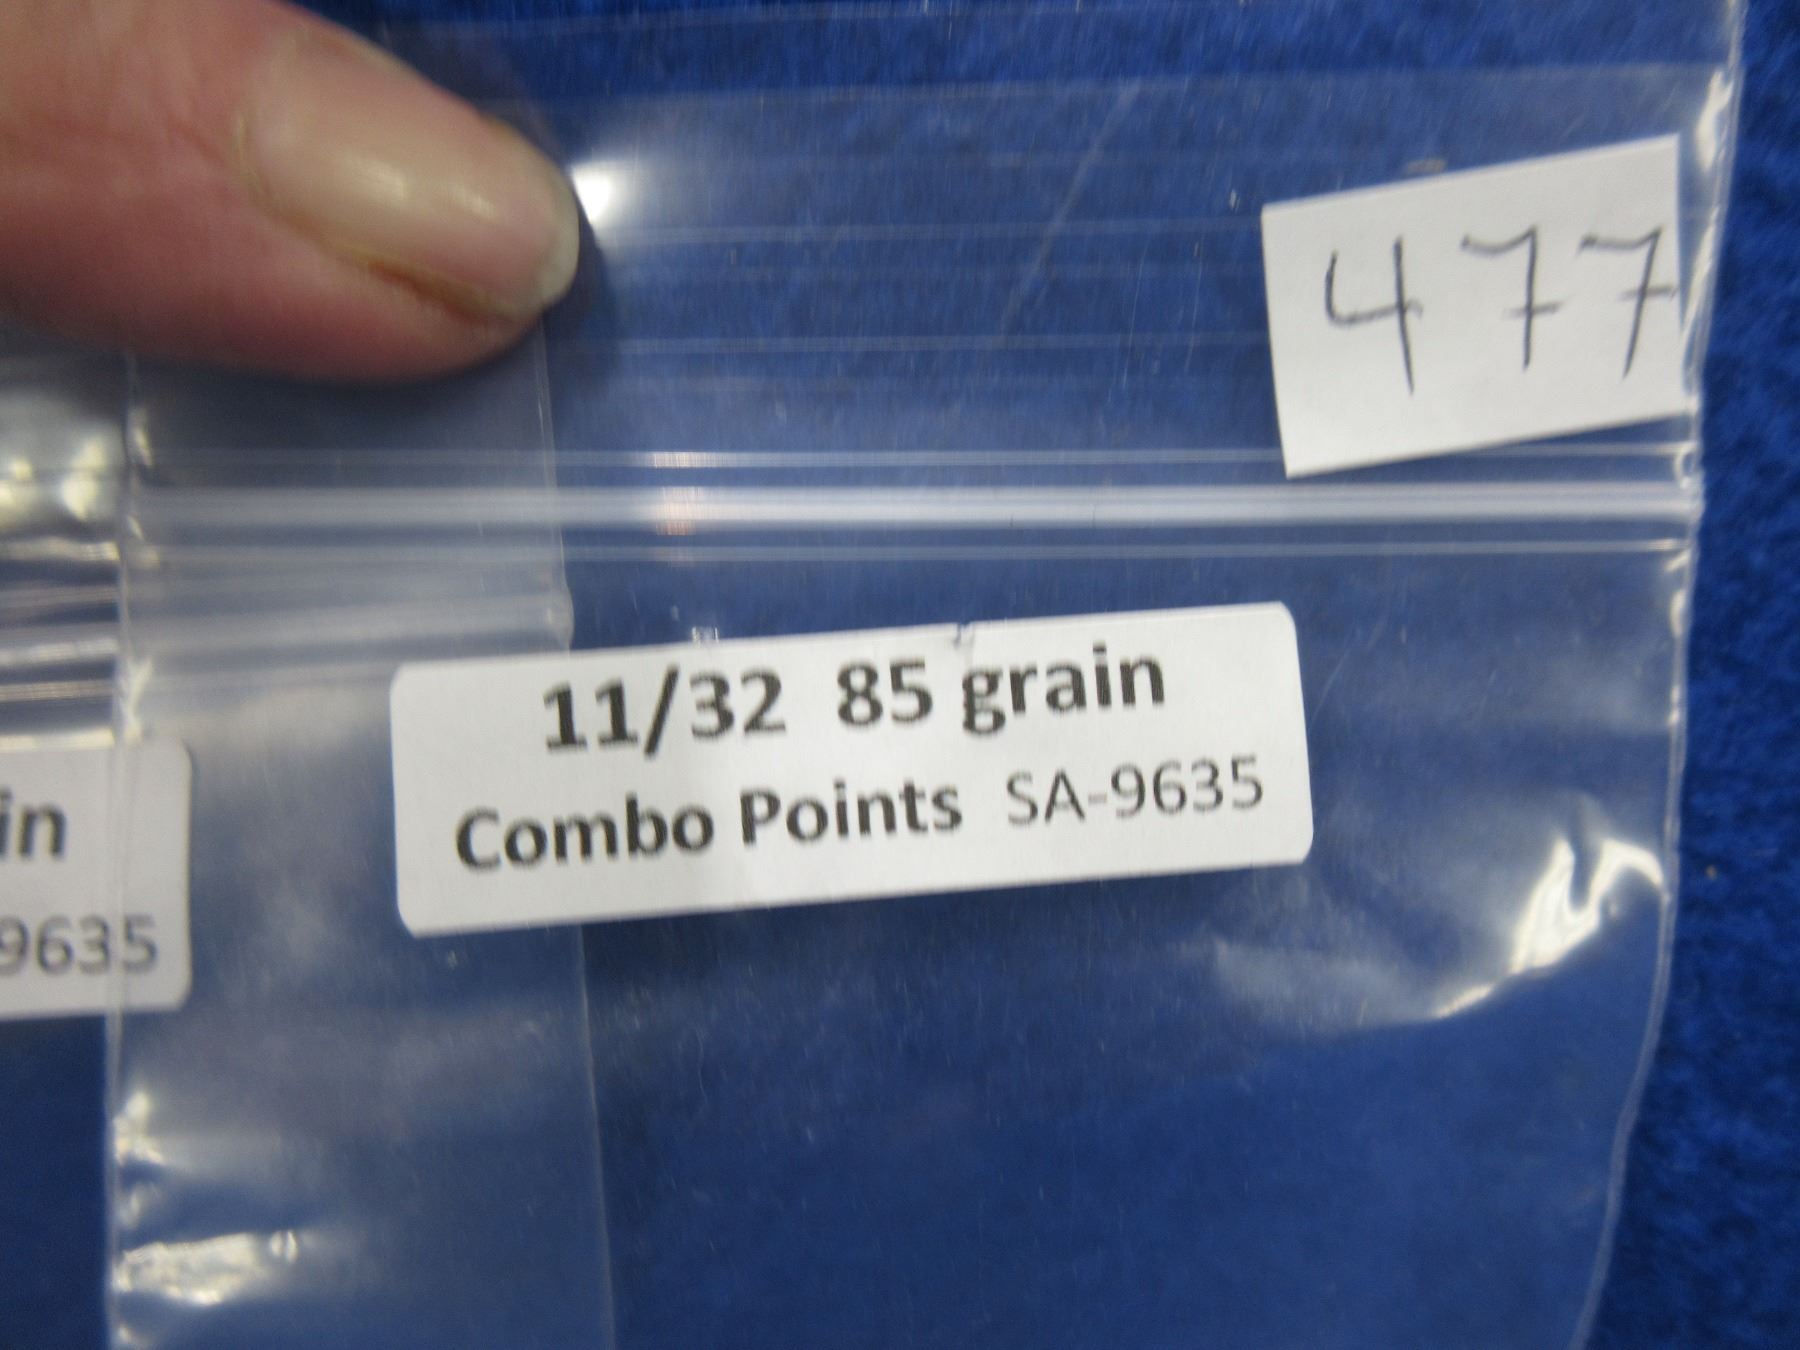 477
11/32 85 grain
Combo Points SA-9635
in
9635